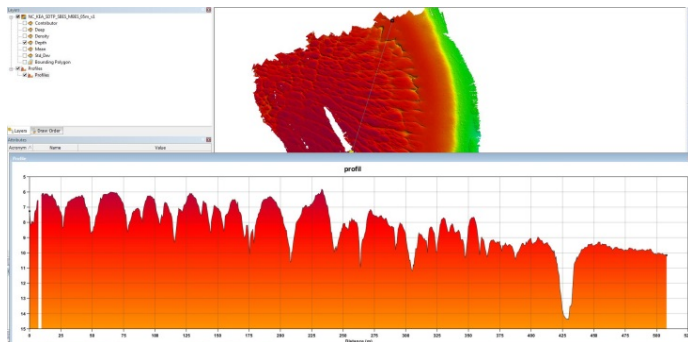 Layers
Contributor
Deep
Density
Depth
Mean
Std_Dev
Bounding Polygon
Profiles
Profiles
Layers Draw Order
Attributes
Acronym Name Value
Profile
profil
5
6
7
8
9
10
11
12
13
14
15
0 25 50 75 100 125 150 175 200 225 250 275 300 325 350 375 400 425 450 475 500
Distance (m)